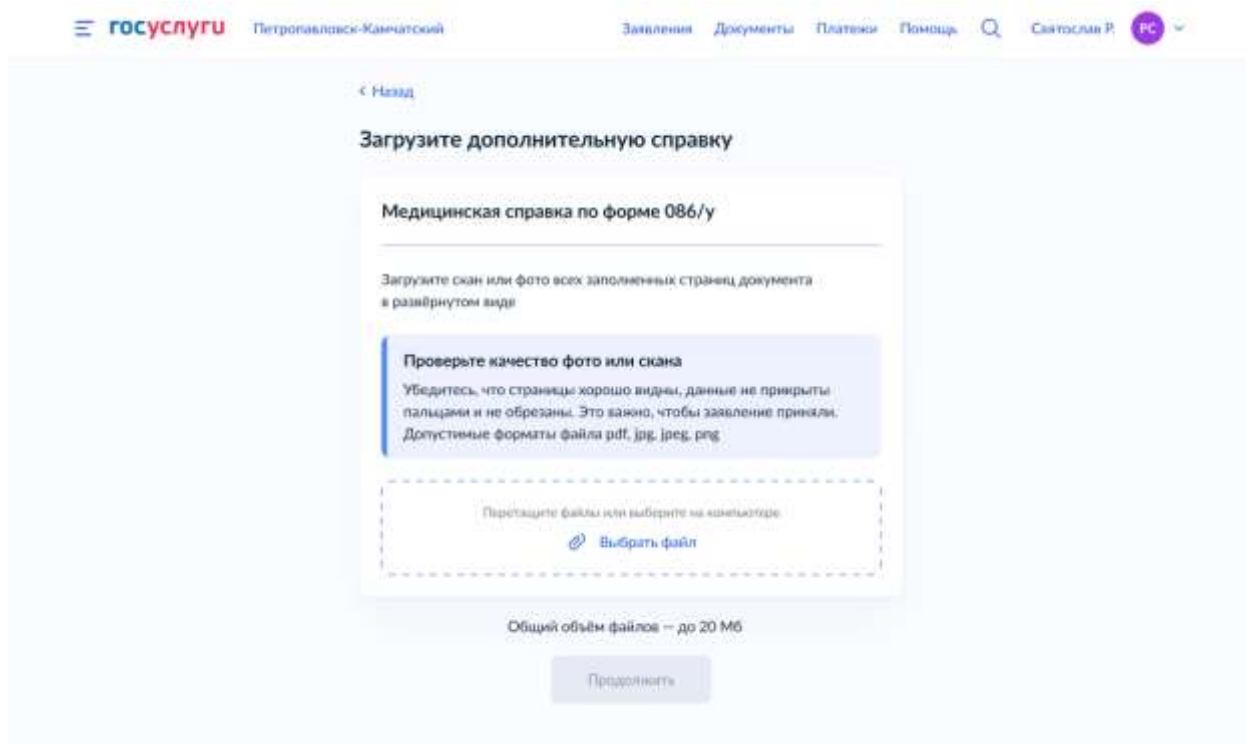 госуслуги Петропавловск-Камчатский Заявления Документы Платежи Помощь Святослав Р. РС
Назад
Загрузите дополнительную справку
Медицинская справка по форме 086/у
Загрузите скан или фото всех заполненных страниц документа
в развёрнутом виде
Проверьте качество фото или скана
Убедитесь, что страницы хорошо видны, данные не прикрыты
пальцами и не обрезаны. Это важно, чтобы заявление приняли.
Допустимые форматы файла pdf, jpg, jpeg, png
Перетащите файлы или выберите на компьютере
Выбрать файл
Общий объём файлов – до 20 Мб
Продолжить